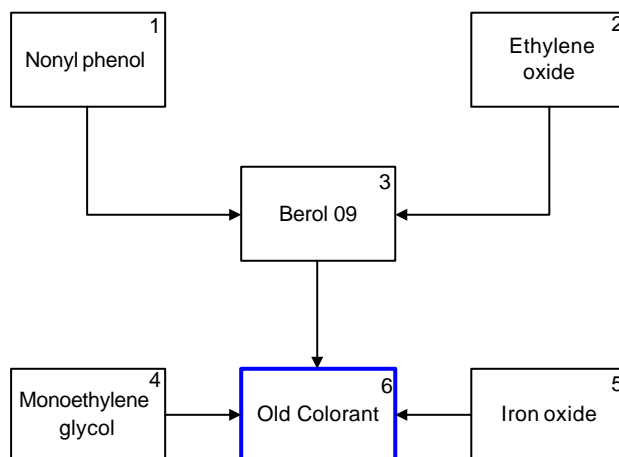 1
Nonyl phenol
2
Ethylene
oxide
3
Berol 09
4
Monoethylene
glycol
6
Old Colorant
5
Iron oxide